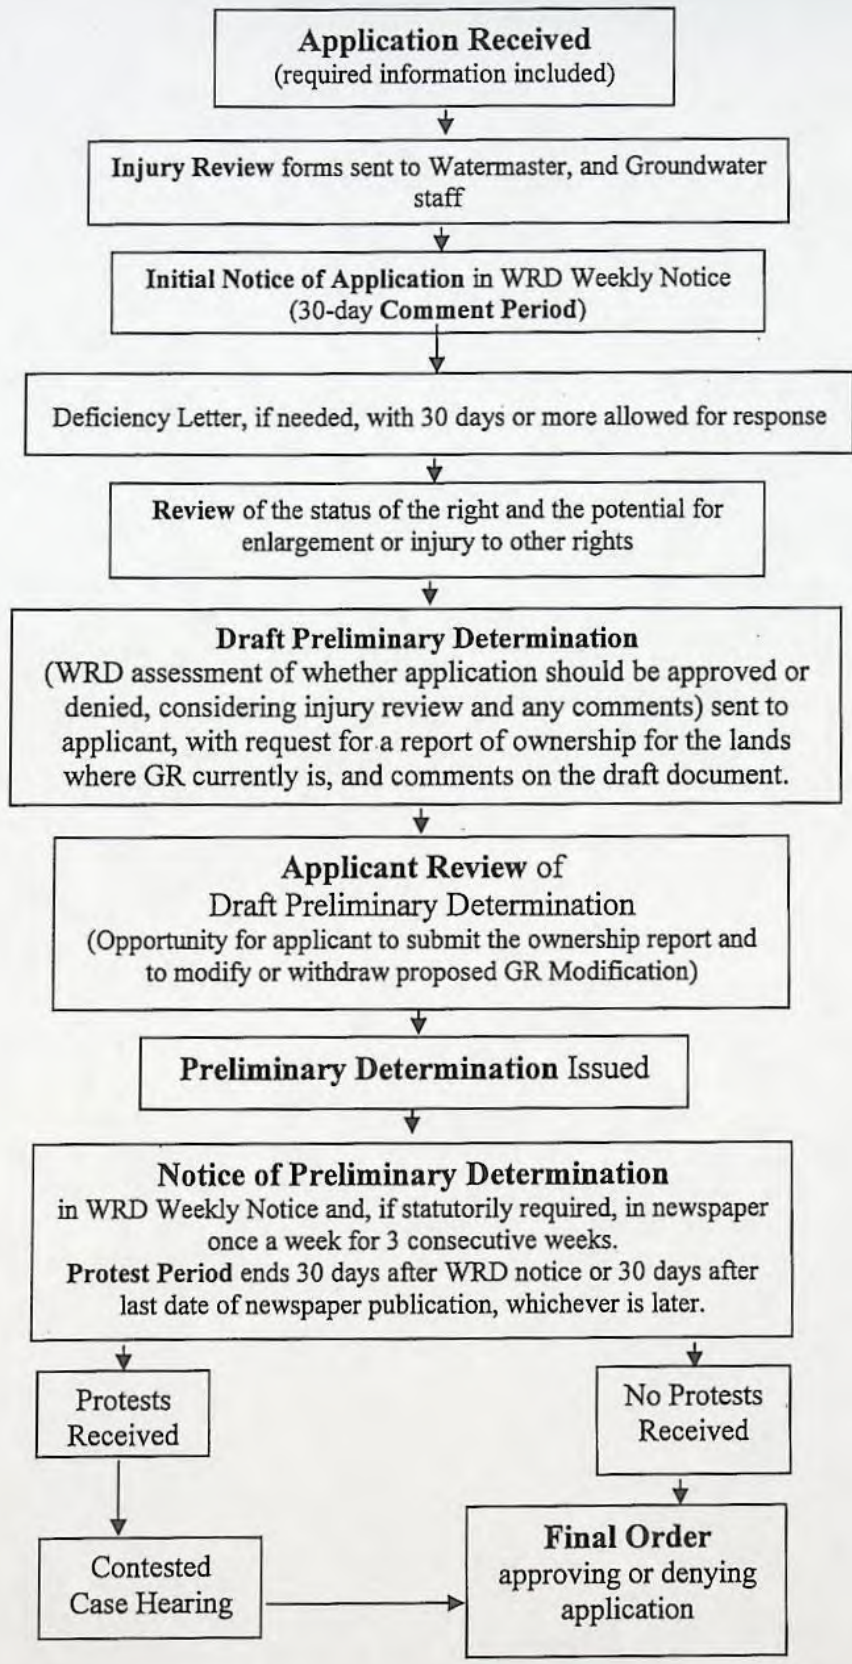 Application Received
(required information included)
Injury Review forms sent to Watermaster, and Groundwater
staff
Initial Notice of Application in WRD Weekly Notice
(30-day Comment Period)
Deficiency Letter, if needed, with 30 days or more allowed for response
Review of the status of the right and the potential for
enlargement or injury to other rights
Draft Preliminary Determination
(WRD assessment of whether application should be approved or
denied, considering injury review and any comments) sent to
applicant, with request for a report of ownership for the lands
where GR currently is, and comments on the draft document.
Applicant Review of
Draft Preliminary Determination
(Opportunity for applicant to submit the ownership report and
to modify or withdraw proposed GR Modification)
Preliminary Determination Issued
Notice of Preliminary Determination
in WRD Weekly Notice and, if statutorily required, in newspaper
once a week for 3 consecutive weeks.
Protest Period ends 30 days after WRD notice or 30 days after
last date of newspaper publication, whichever is later.
Protests
Received
No Protests
Received
Contested
Case Hearing
Final Order
approving or denying
application